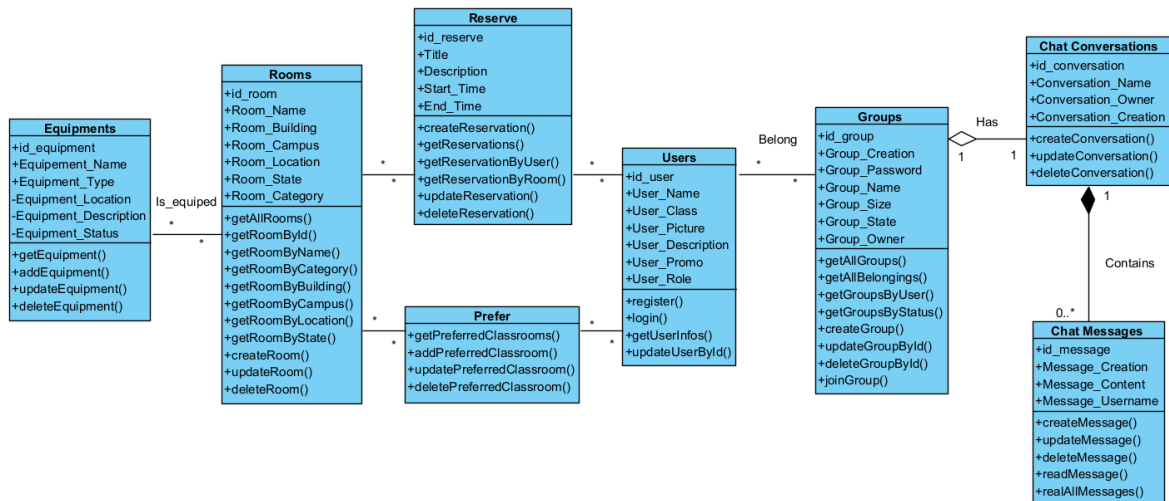 Equipments
+id_equipment
+Equipement_Name
+Equipment_Type
-Equipment_Location
-Equipment_Description
-Equipment_Status
+getEquipment()
+addEquipment()
+updateEquipment()
+deleteEquipment()
Is_equiped
*
*
Rooms
+id_room
+Room_Name
+Room_Building
+Room_Campus
+Room_Location
+Room_State
+Room_Category
+getAllRooms()
+getRoomById()
+getRoomByName()
+getRoomByCategory()
+getRoomByBuilding()
+getRoomByCampus()
+getRoomByLocation()
+getRoomByState()
+createRoom()
+updateRoom()
+deleteRoom()
*
*
*
*
Reserve
+id_reserve
+Title
+Description
+Start_Time
+End_Time
+createReservation()
+getReservations()
+getReservationByUser()
+getReservationByRoom()
+updateReservation()
+deleteReservation()
*
*
Prefer
+getPreferredClassrooms()
+addPreferredClassroom()
+updatePreferredClassroom()
+deletePreferredClassroom()
*
*
Users
+id_user
+User_Name
+User_Class
+User_Picture
+User_Description
+User_Promo
+User_Role
+register()
+login()
+getUserInfos()
+updateUserById()
Belong
*
*
Groups
+id_group
+Group_Creation
+Group_Password
+Group_Name
+Group_Size
+Group_State
+Group_Owner
+getAllGroups()
+getAllBelongings()
+getGroupsByUser()
+getGroupsByStatus()
+createGroup()
+updateGroupById()
+deleteGroupById()
+joinGroup()
Has
1
1
Chat Conversations
+id_conversation
+Conversation_Name
+Conversation_Owner
+Conversation_Creation
+createConversation()
+updateConversation()
+deleteConversation()
1
Contains
0..*
Chat Messages
+id_message
+Message_Creation
+Message_Content
+Message_Username
+createMessage()
+updateMessage()
+deleteMessage()
+readMessage()
+realAllMessages()